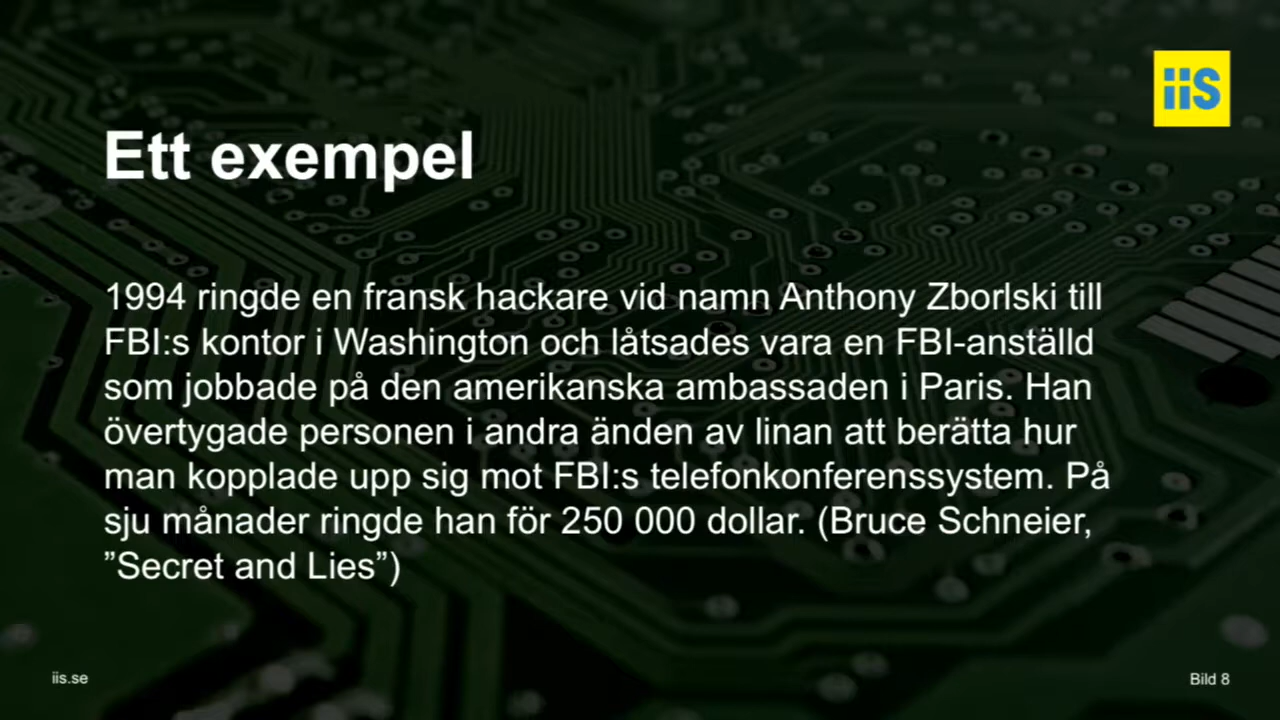 iis
Ett exempel
1994 ringde en fransk hackare vid namn Anthony Zborlski till
FBI:s kontor i Washington och låtsades vara en FBI-anställd
som jobbade på den amerikanska ambassaden i Paris. Han
övertygade personen i andra änden av linan att berätta hur
man kopplade upp sig mot FBI:s telefonkonferenssystem. På
sju månader ringde han för 250 000 dollar. (Bruce Schneier,
”Secret and Lies”)
iis.se
Bild 8